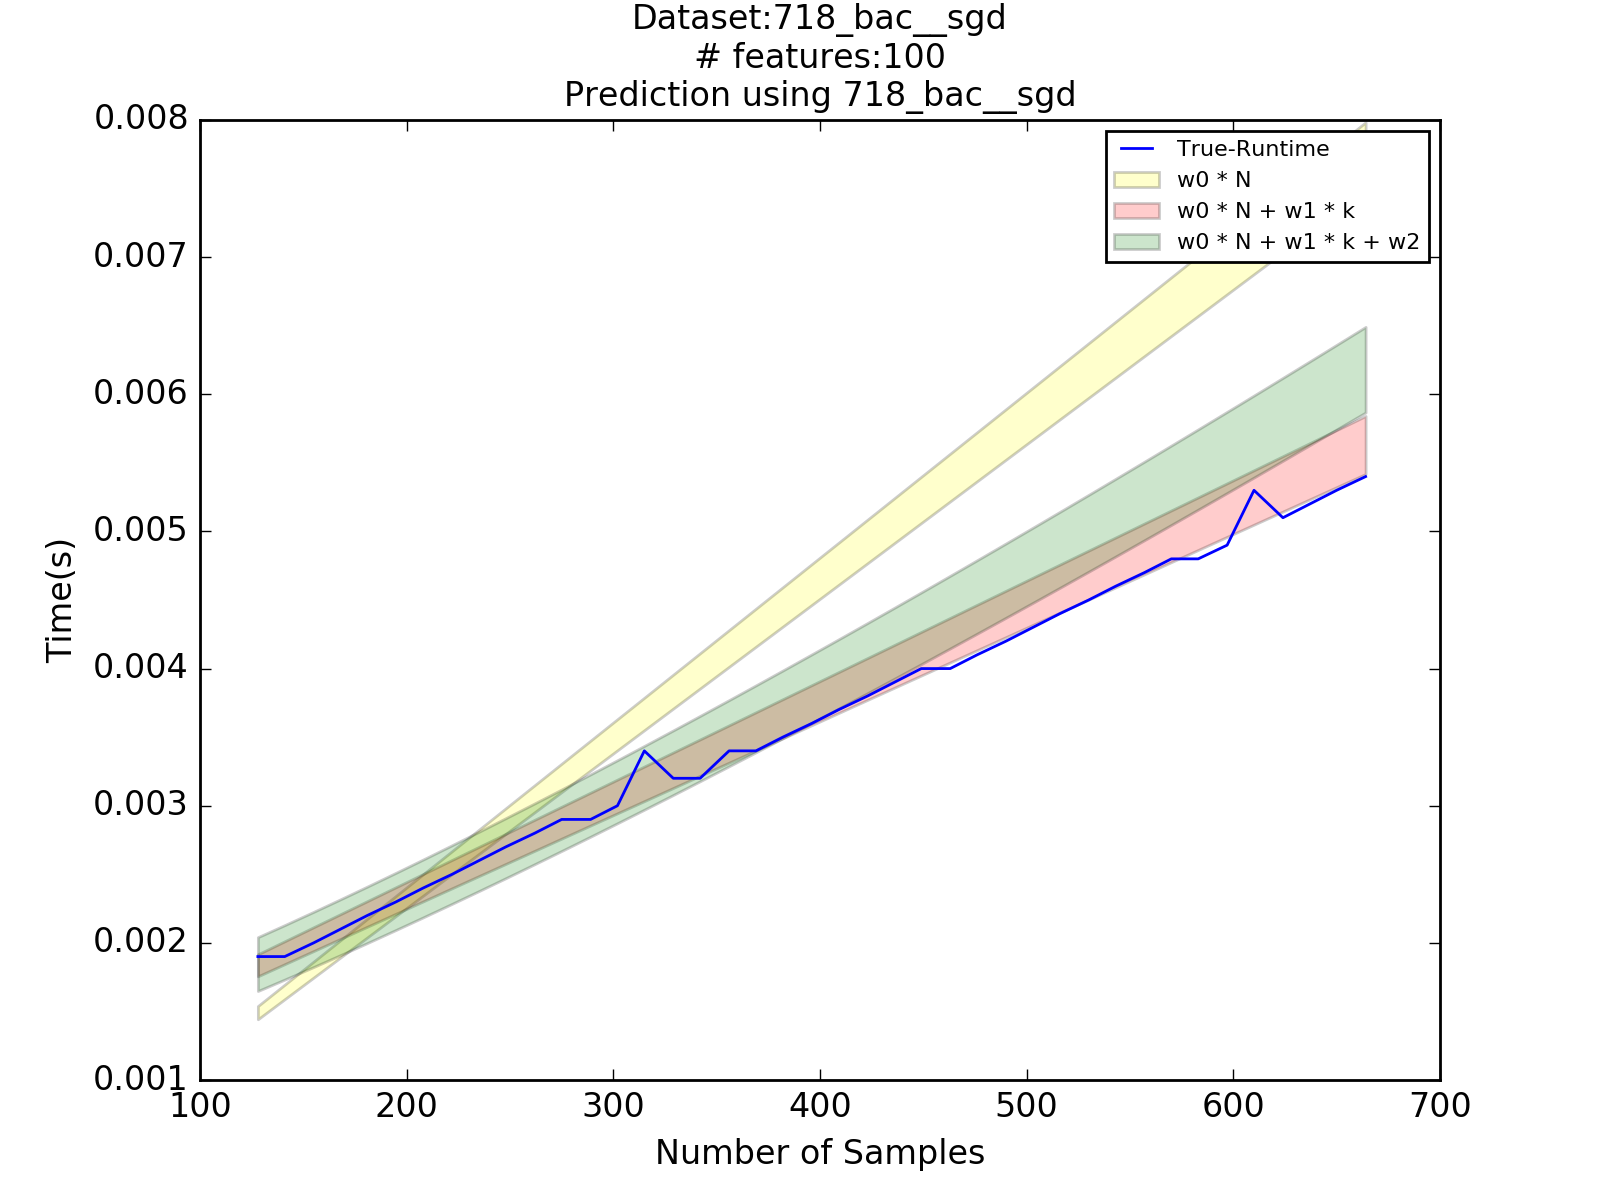 Dataset:718_bac__sgd
# features:100
Prediction using 718_bac__sgd
0.008
0.007
0.006
0.005
0.004
0.003
0.002
0.001
Time(s)
True-Runtime
w0 * N
w0 * N + w1 * k
w0 * N + w1 * k + w2
100 200 300 400 500 600 700
Number of Samples